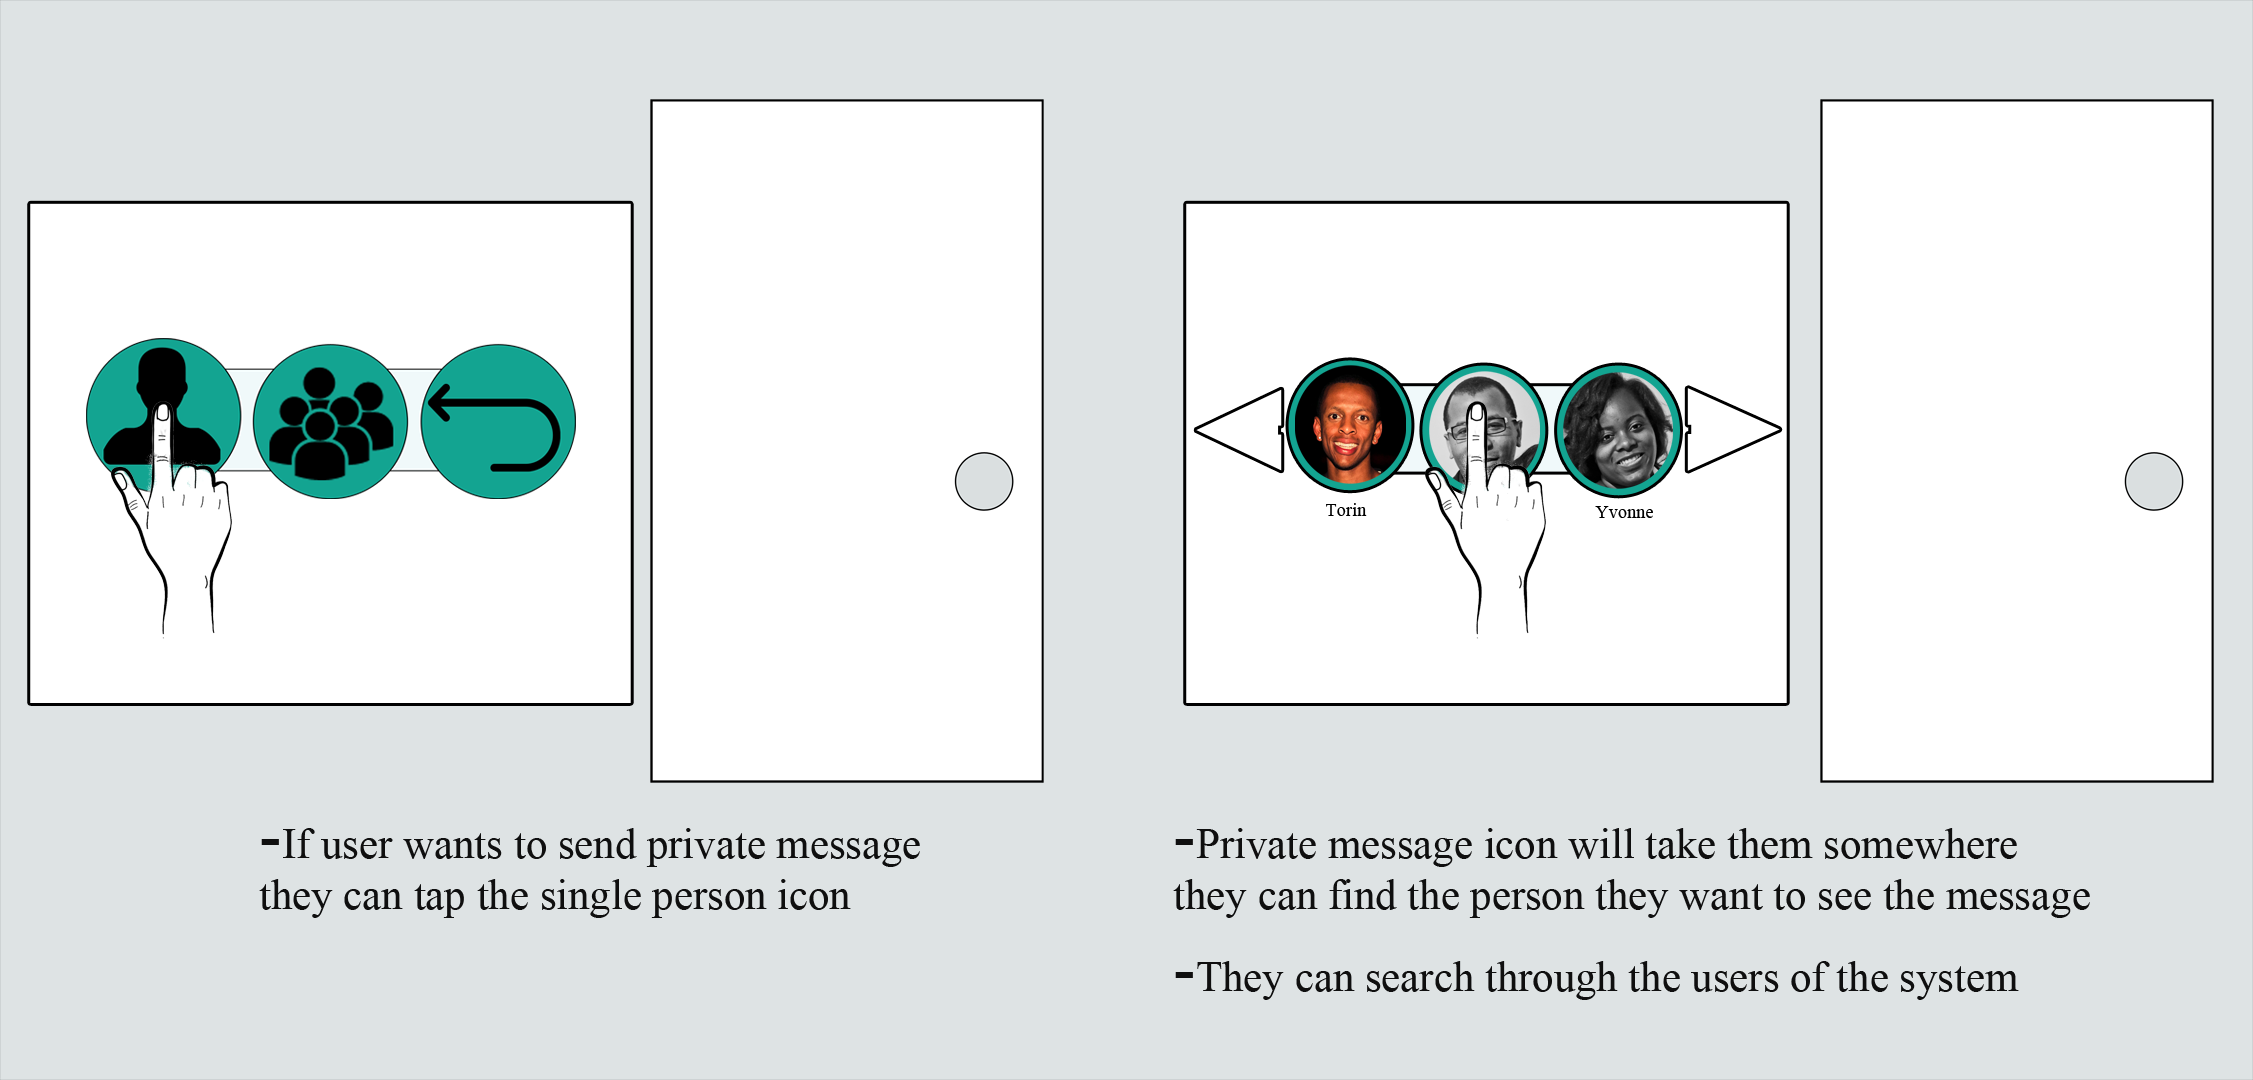 Torin
Yvonne
-If user wants to send private message
they can tap the single person icon
-Private message icon will take them somewhere
they can find the person they want to see the message
-They can search through the users of the system